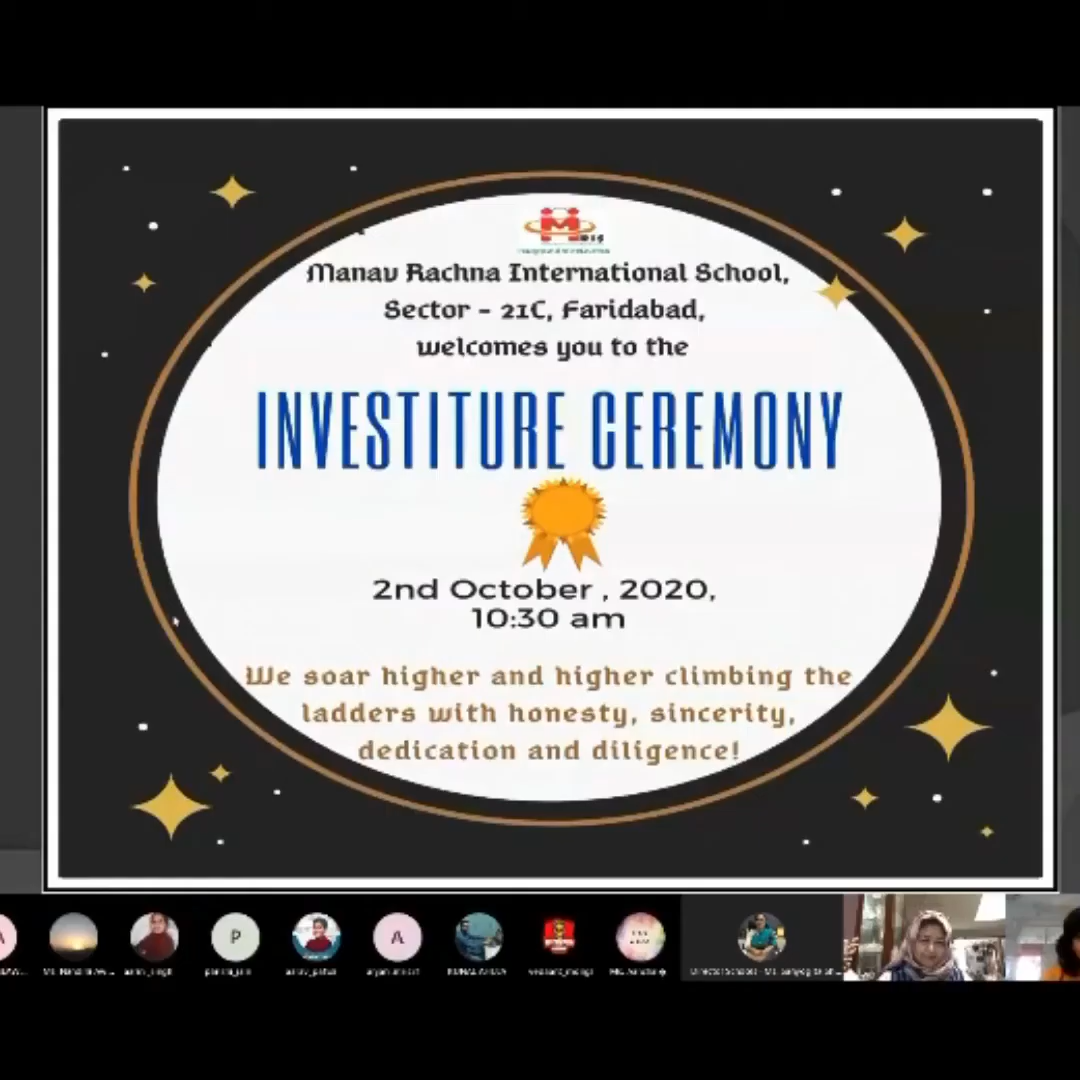 MRIS
Manav Rachna International School,
Sector - 21C, Faridabad,
welcomes you to the
INVESTITURE CEREMONY
2nd October , 2020,
10:30 am
We soar higher and higher climbing the
ladders with honesty, sincerity,
dedication and diligence!
P
A